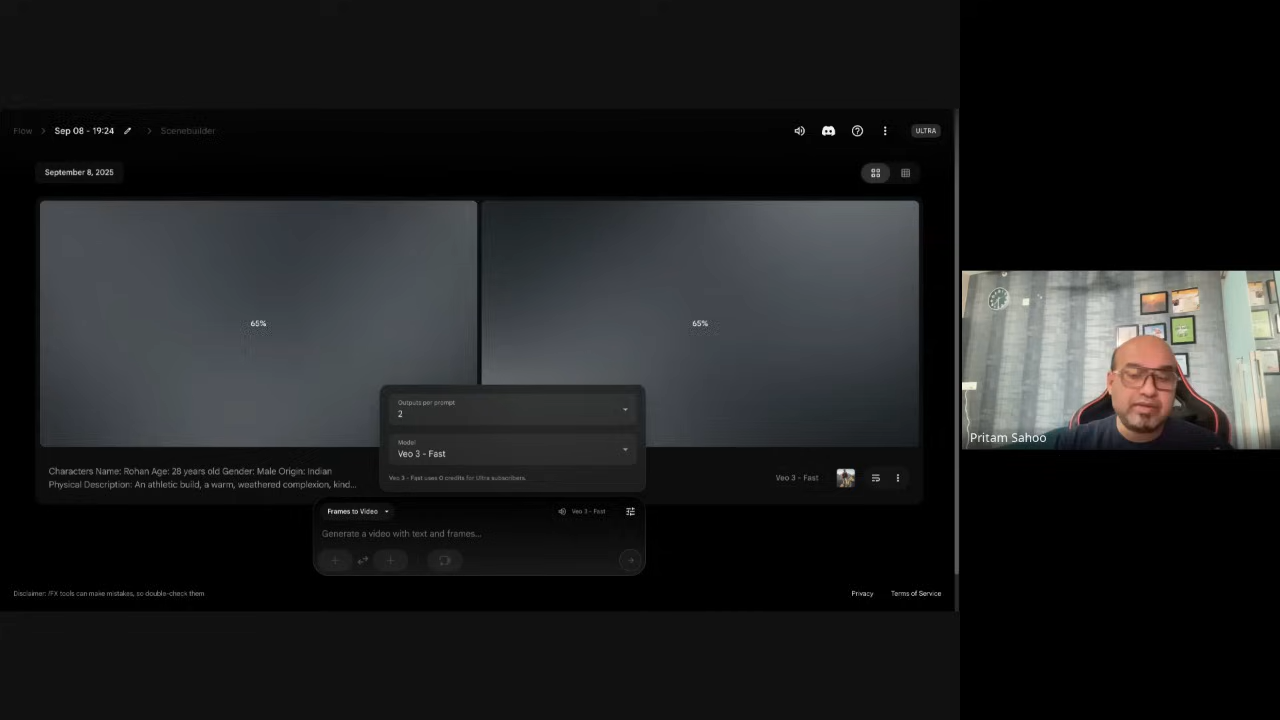 Flow > Sep 08 - 19:24 > Scenebuilder
ULTRA
September 8, 2025
65%
65%
Outputs per prompt
2
Model
Veo 3 - Fast
Veo 3 - Fast uses 0 credits for Ultra subscribers.
Characters Name: Rohan Age: 28 years old Gender: Male Origin: Indian
Physical Description: An athletic build, a warm, weathered complexion, kind...
Veo 3 - Fast
Frames to Video
Veo 3 - Fast
Generate a video with text and frames...
Disclaimer: /FX tools can make mistakes, so double-check them
Privacy
Terms of Service
Pritam Sahoo